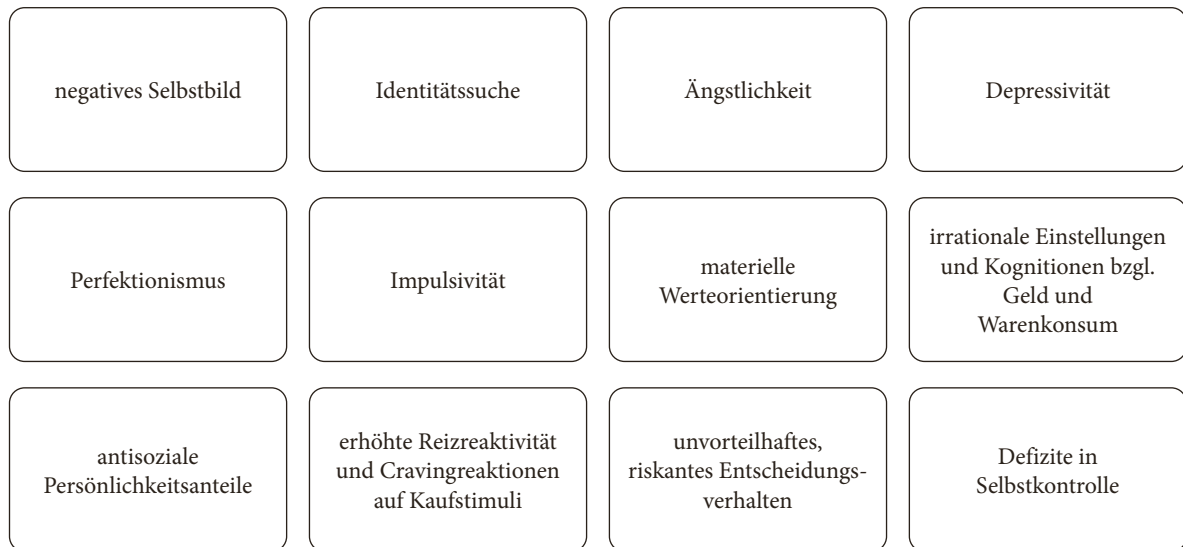 negatives Selbstbild
Identitätssuche
Ängstlichkeit
Depressivität
Perfektionismus
Impulsivität
materielle
Werteorientierung
irrationale Einstellungen
und Kognitionen bzgl.
Geld und
Warenkonsum
antisoziale
Persönlichkeitsanteile
erhöhte Reizreaktivität
und Cravingreaktionen
auf Kaufstimuli
unvorteilhaftes,
riskantes Entscheidungs-
verhalten
Defizite in
Selbstkontrolle